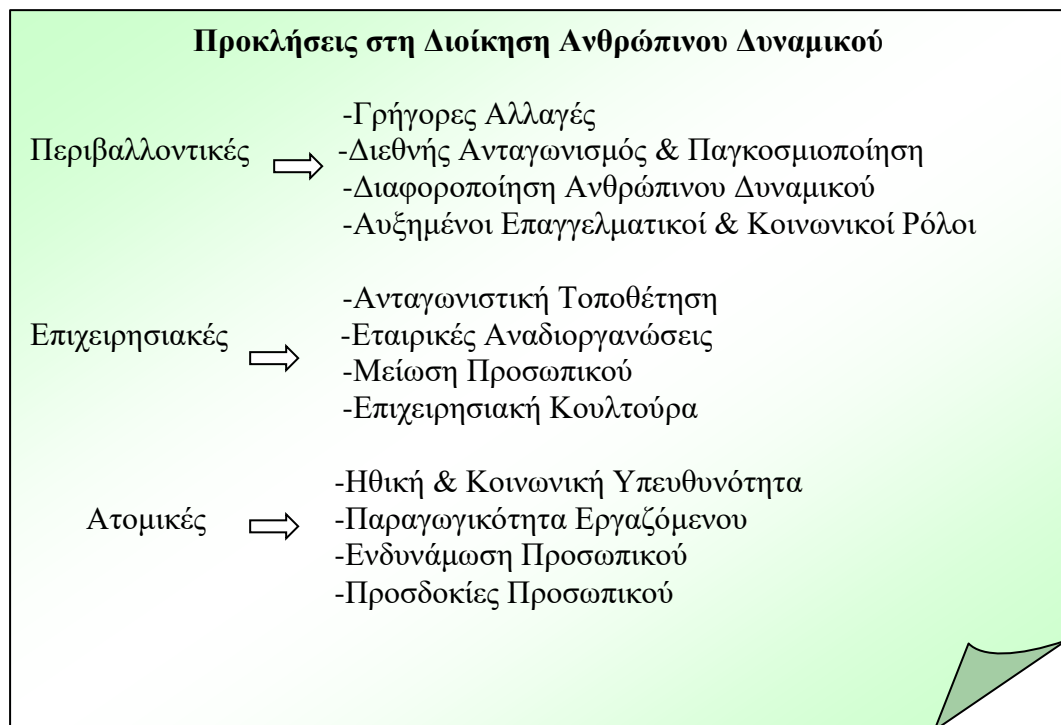 Προκλήσεις στη Διοίκηση Ανθρώπινου Δυναμικού
Περιβαλλοντικές
-Γρήγορες Αλλαγές
-Διεθνής Ανταγωνισμός & Παγκοσμιοποίηση
-Διαφοροποίηση Ανθρώπινου Δυναμικού
-Αυξημένοι Επαγγελματικοί & Κοινωνικοί Ρόλοι
Επιχειρησιακές
-Ανταγωνιστική Τοποθέτηση
-Εταιρικές Αναδιοργανώσεις
-Μείωση Προσωπικού
-Επιχειρησιακή Κουλτούρα
Ατομικές
-Ηθική & Κοινωνική Υπευθυνότητα
-Παραγωγικότητα Εργαζόμενου
-Ενδυνάμωση Προσωπικού
-Προσδοκίες Προσωπικού